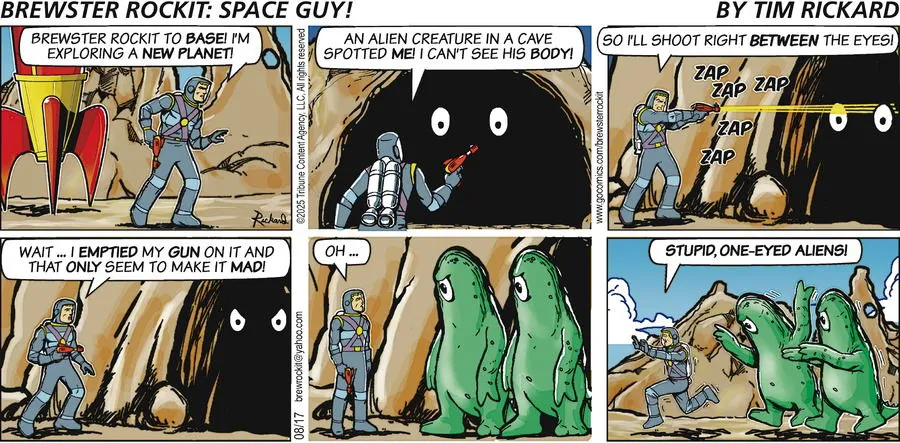 BREWSTER ROCKIT: SPACE GUY!
BY TIM RICKARD
BREWSTER ROCKIT TO BASE! I'M
EXPLORING A NEW PLANET!
Rickard
©2025 Tribune Content Agency, LLC. All rights reserved
AN ALIEN CREATURE IN A CAVE
SPOTTED ME! I CAN'T SEE HIS BODY!
www.gocomics.com/brewsterrockit
SO I'LL SHOOT RIGHT BETWEEN THE EYES!
ZAP
ZAP
ZAP
ZAP
ZAP
WAIT ... I EMPTIED MY GUN ON IT AND
THAT ONLY SEEM TO MAKE IT MAD!
08/17 brewrockit@yahoo.com
OH ...
STUPID, ONE-EYED ALIENS!